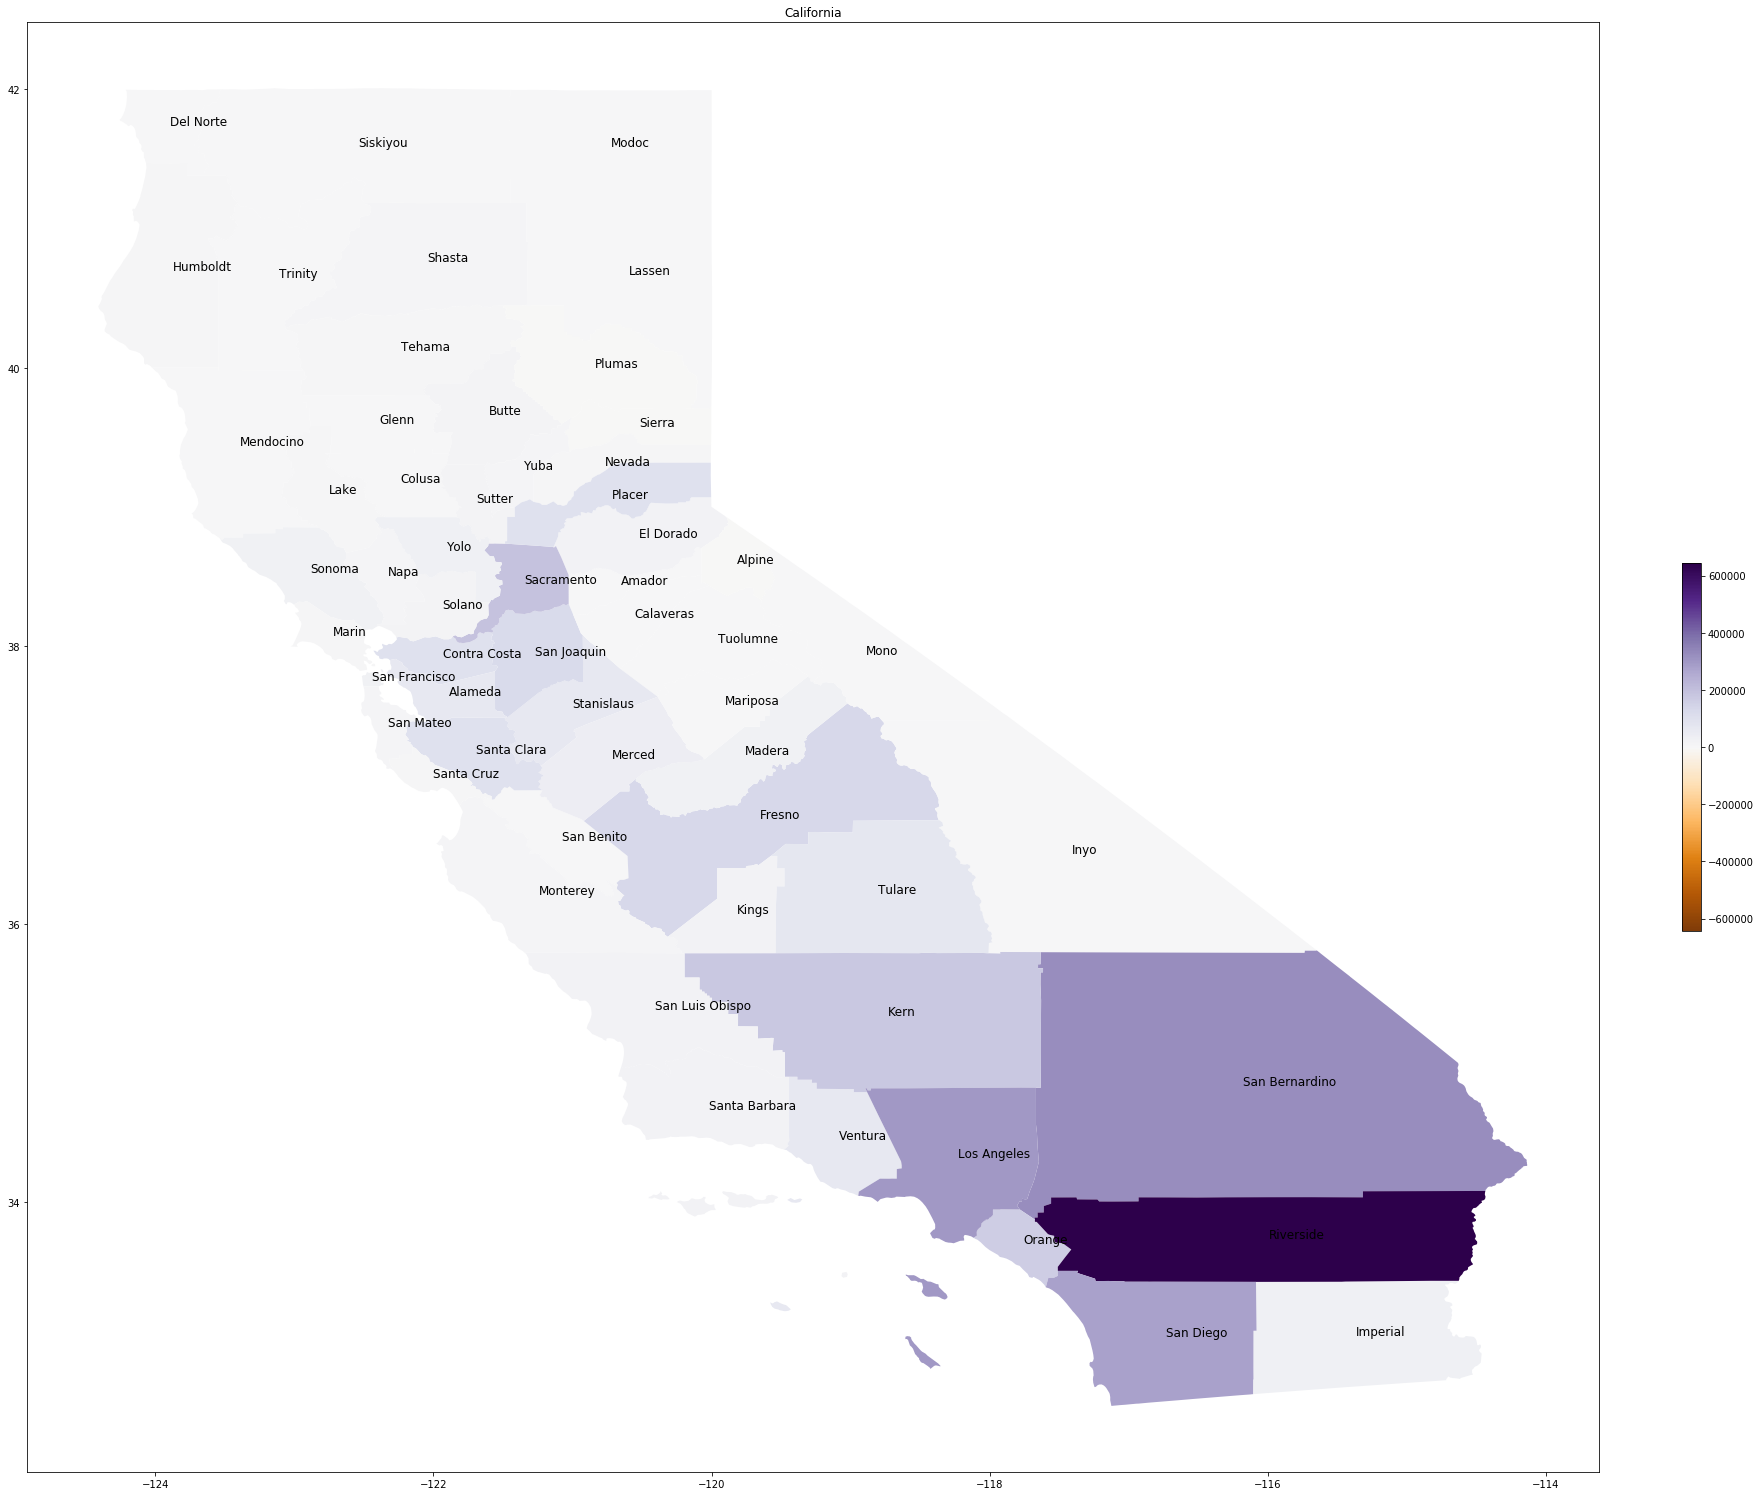 California
42
Del Norte
Siskiyou
Modoc
Shasta
Humboldt
Trinity
Lassen
Tehama
40
Plumas
Butte
Glenn
Sierra
Mendocino
Nevada
Yuba
Colusa
Lake
Placer
Sutter
El Dorado
Yolo
Alpine
Sonoma
Napa
Sacramento
Amador
Solano
Calaveras
Marin
Tuolumne
38
Contra Costa
San Joaquin
Mono
San Francisco
Alameda
Stanislaus
Mariposa
San Mateo
Santa Clara
Merced
Madera
Santa Cruz
Fresno
San Benito
Inyo
Monterey
Tulare
Kings
36
San Luis Obispo
Kern
San Bernardino
Santa Barbara
Ventura
Los Angeles
34
Orange
Riverside
San Diego
Imperial
−124
−122
−120
−118
−116
−114
600000
400000
200000
0
−200000
−400000
−600000